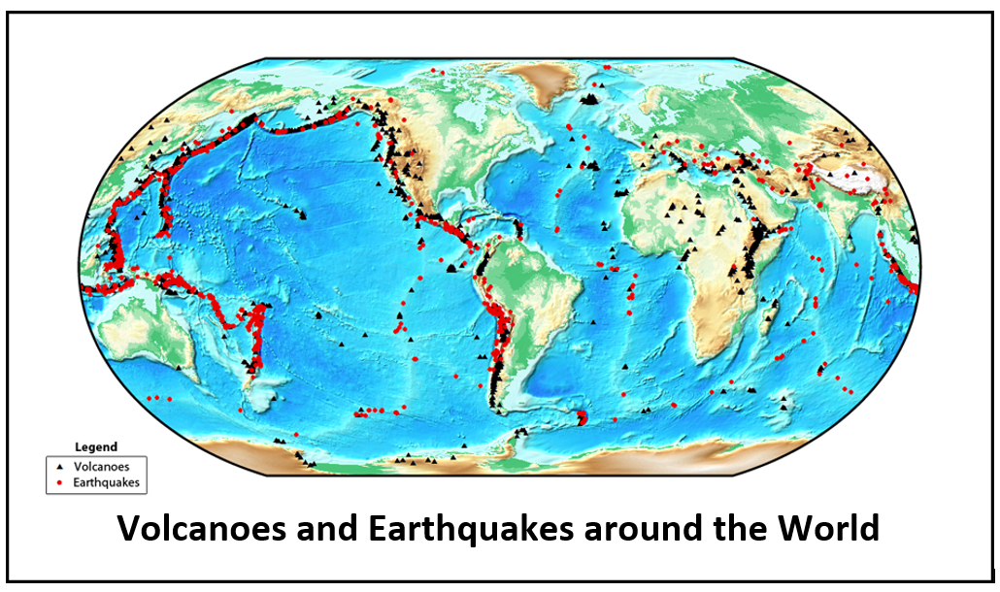 Legend
Volcanoes
Earthquakes
Volcanoes and Earthquakes around the World